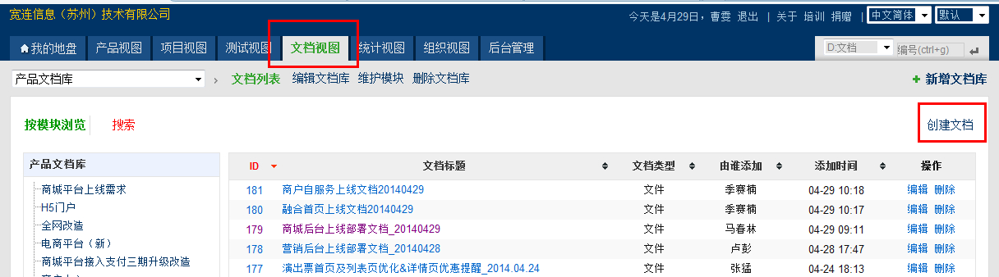 宽连信息（苏州）技术有限公司
今天是4月29日，曹雯 退出 | 关于 培训 捐赠 | 中文简体 默认
我的地盘 产品视图 项目视图 测试视图 文档视图 统计视图 组织视图 后台管理 D:文档 编号(ctrl+g)
产品文档库 › 文档列表 编辑文档库 维护模块 删除文档库 + 新增文档库
按模块浏览 搜索 创建文档
产品文档库
商城平台上线需求
H5门户
全网改造
电商平台（新）
商城平台接入支付三期升级改造
ID 文档标题 文档类型 由谁添加 添加时间 操作
181 商户自服务上线文档20140429 文件 季赛楠 04-29 10:18 编辑 删除
180 融合首页上线文档20140429 文件 季赛楠 04-29 10:17 编辑 删除
179 商城后台上线部署文档_20140429 文件 马春林 04-29 09:11 编辑 删除
178 营销后台上线部署文档_20140428 文件 卢彭 04-28 17:47 编辑 删除
177 演出票首页及列表页优化&详情页优惠提醒_2014.04.24 文件 张猛 04-24 18:13 编辑 删除